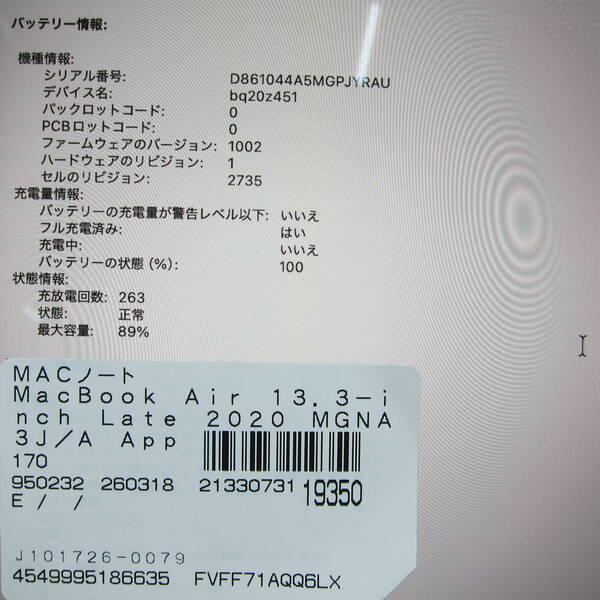 バッテリー情報:
機種情報:
シリアル番号: D861044A5MGPJYRAU
デバイス名: bq20z451
パックロットコード: 0
PCBロットコード: 0
ファームウェアのバージョン: 1002
ハードウェアのリビジョン: 1
セルのリビジョン: 2735
充電量情報:
バッテリーの充電量が警告レベル以下: いいえ
フル充電済み: はい
充電中: いいえ
バッテリーの状態 (%): 100
状態情報:
充放電回数: 263
状態: 正常
最大容量: 89%
MACノート
MacBook Air 13.3-i
nch Late 2020 MGNA
3J/A App
170
950232 260318 21330731 19350
E / /
J101726-0079
4549995186635 FVFF71AQQ6LX